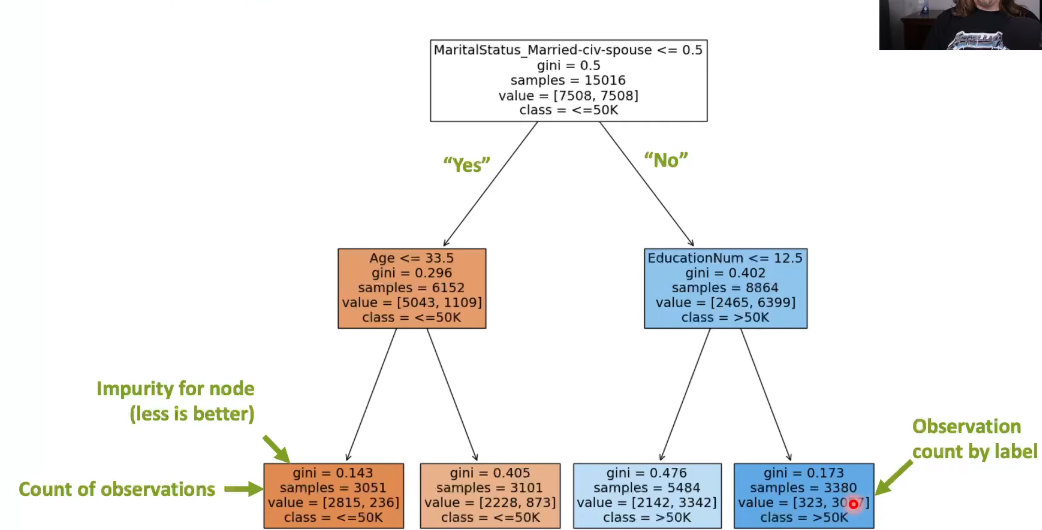 MaritalStatus_Married-civ-spouse <= 0.5
gini = 0.5
samples = 15016
value = [7508, 7508]
class = <=50K
“Yes”
“No”
Age <= 33.5
gini = 0.296
samples = 6152
value = [5043, 1109]
class = <=50K
EducationNum <= 12.5
gini = 0.402
samples = 8864
value = [2465, 6399]
class = >50K
Impurity for node
(less is better)
Count of observations
gini = 0.143
samples = 3051
value = [2815, 236]
class = <=50K
gini = 0.405
samples = 3101
value = [2228, 873]
class = <=50K
gini = 0.476
samples = 5484
value = [2142, 3342]
class = >50K
gini = 0.173
samples = 3380
value = [323,
class = >50K
Observation
count by label